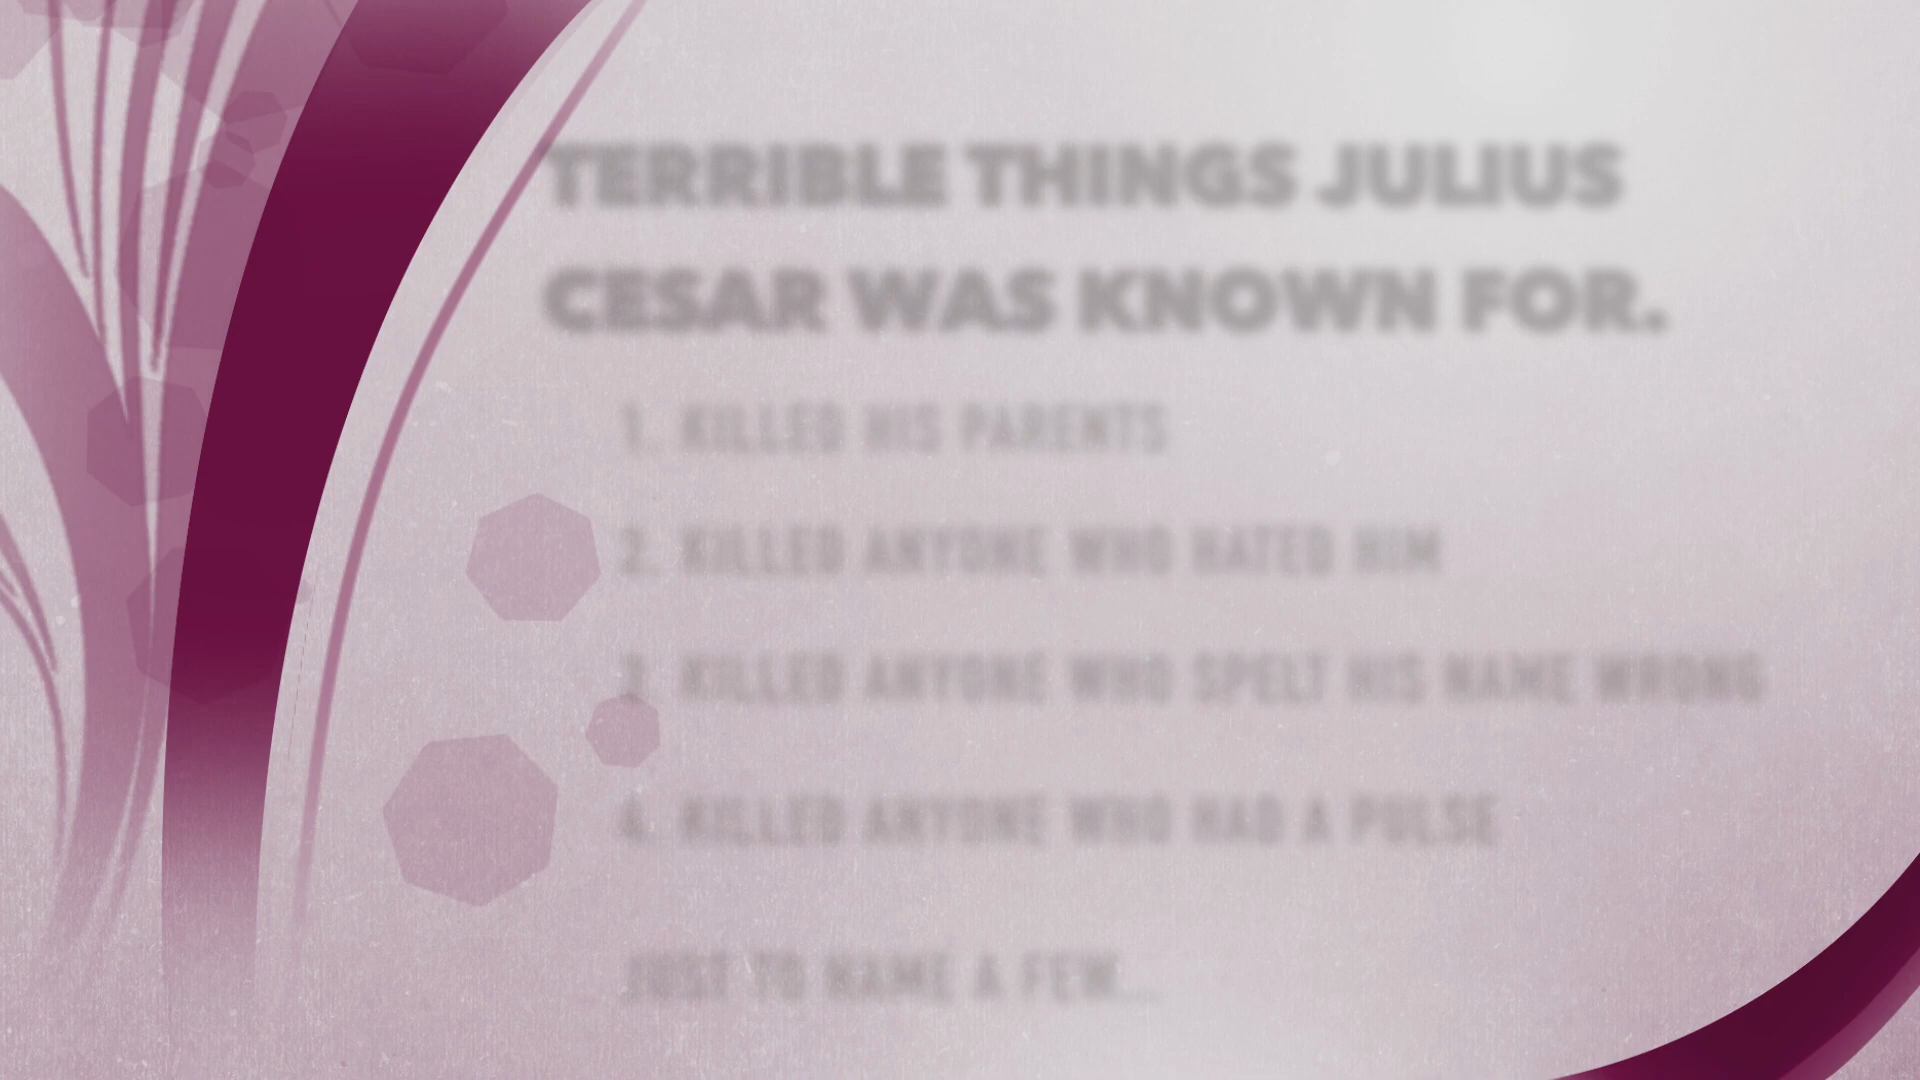 TERRIBLE THINGS JULIUS
CESAR WAS KNOWN FOR.
1. KILLED HIS PARENTS
2. KILLED ANYONE WHO HATED HIM
3. KILLED ANYONE WHO SPELT HIS NAME WRONG
4. KILLED ANYONE WHO HAD A PULSE
JUST TO NAME A FEW...